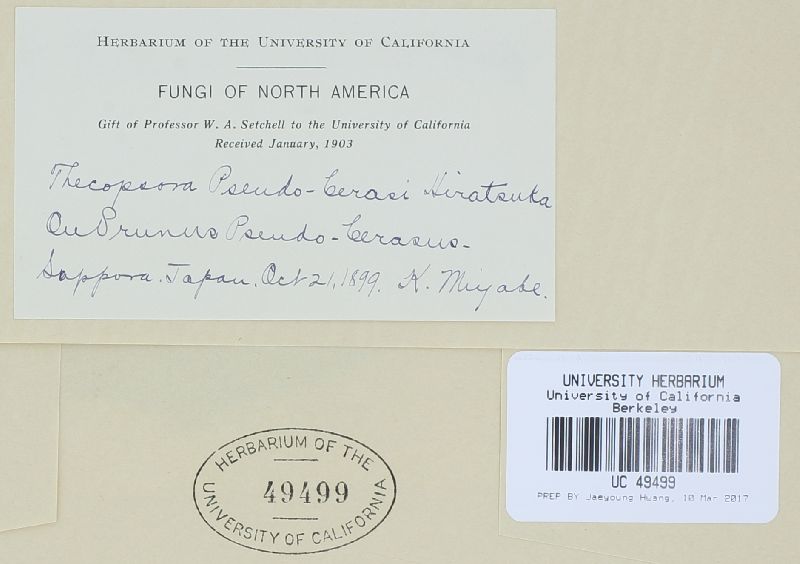 HERBARIUM OF THE UNIVERSITY OF CALIFORNIA
FUNGI OF NORTH AMERICA
Gift of Professor W. A. Setchell to the University of California
Received January, 1903
Thecopsora Pseudo-Cerasi Hiratsuka
On Prunus Pseudo-Cerasus-
Sappora. Japan. Oct 21, 1899. K. Miyabe.
UNIVERSITY HERBARIUM
University of California
Berkeley
UC 49499
PREP BY Jaeyoung Huang, 10 Mar 2017
HERBARIUM OF THE
49499
UNIVERSITY OF CALIFORNIA